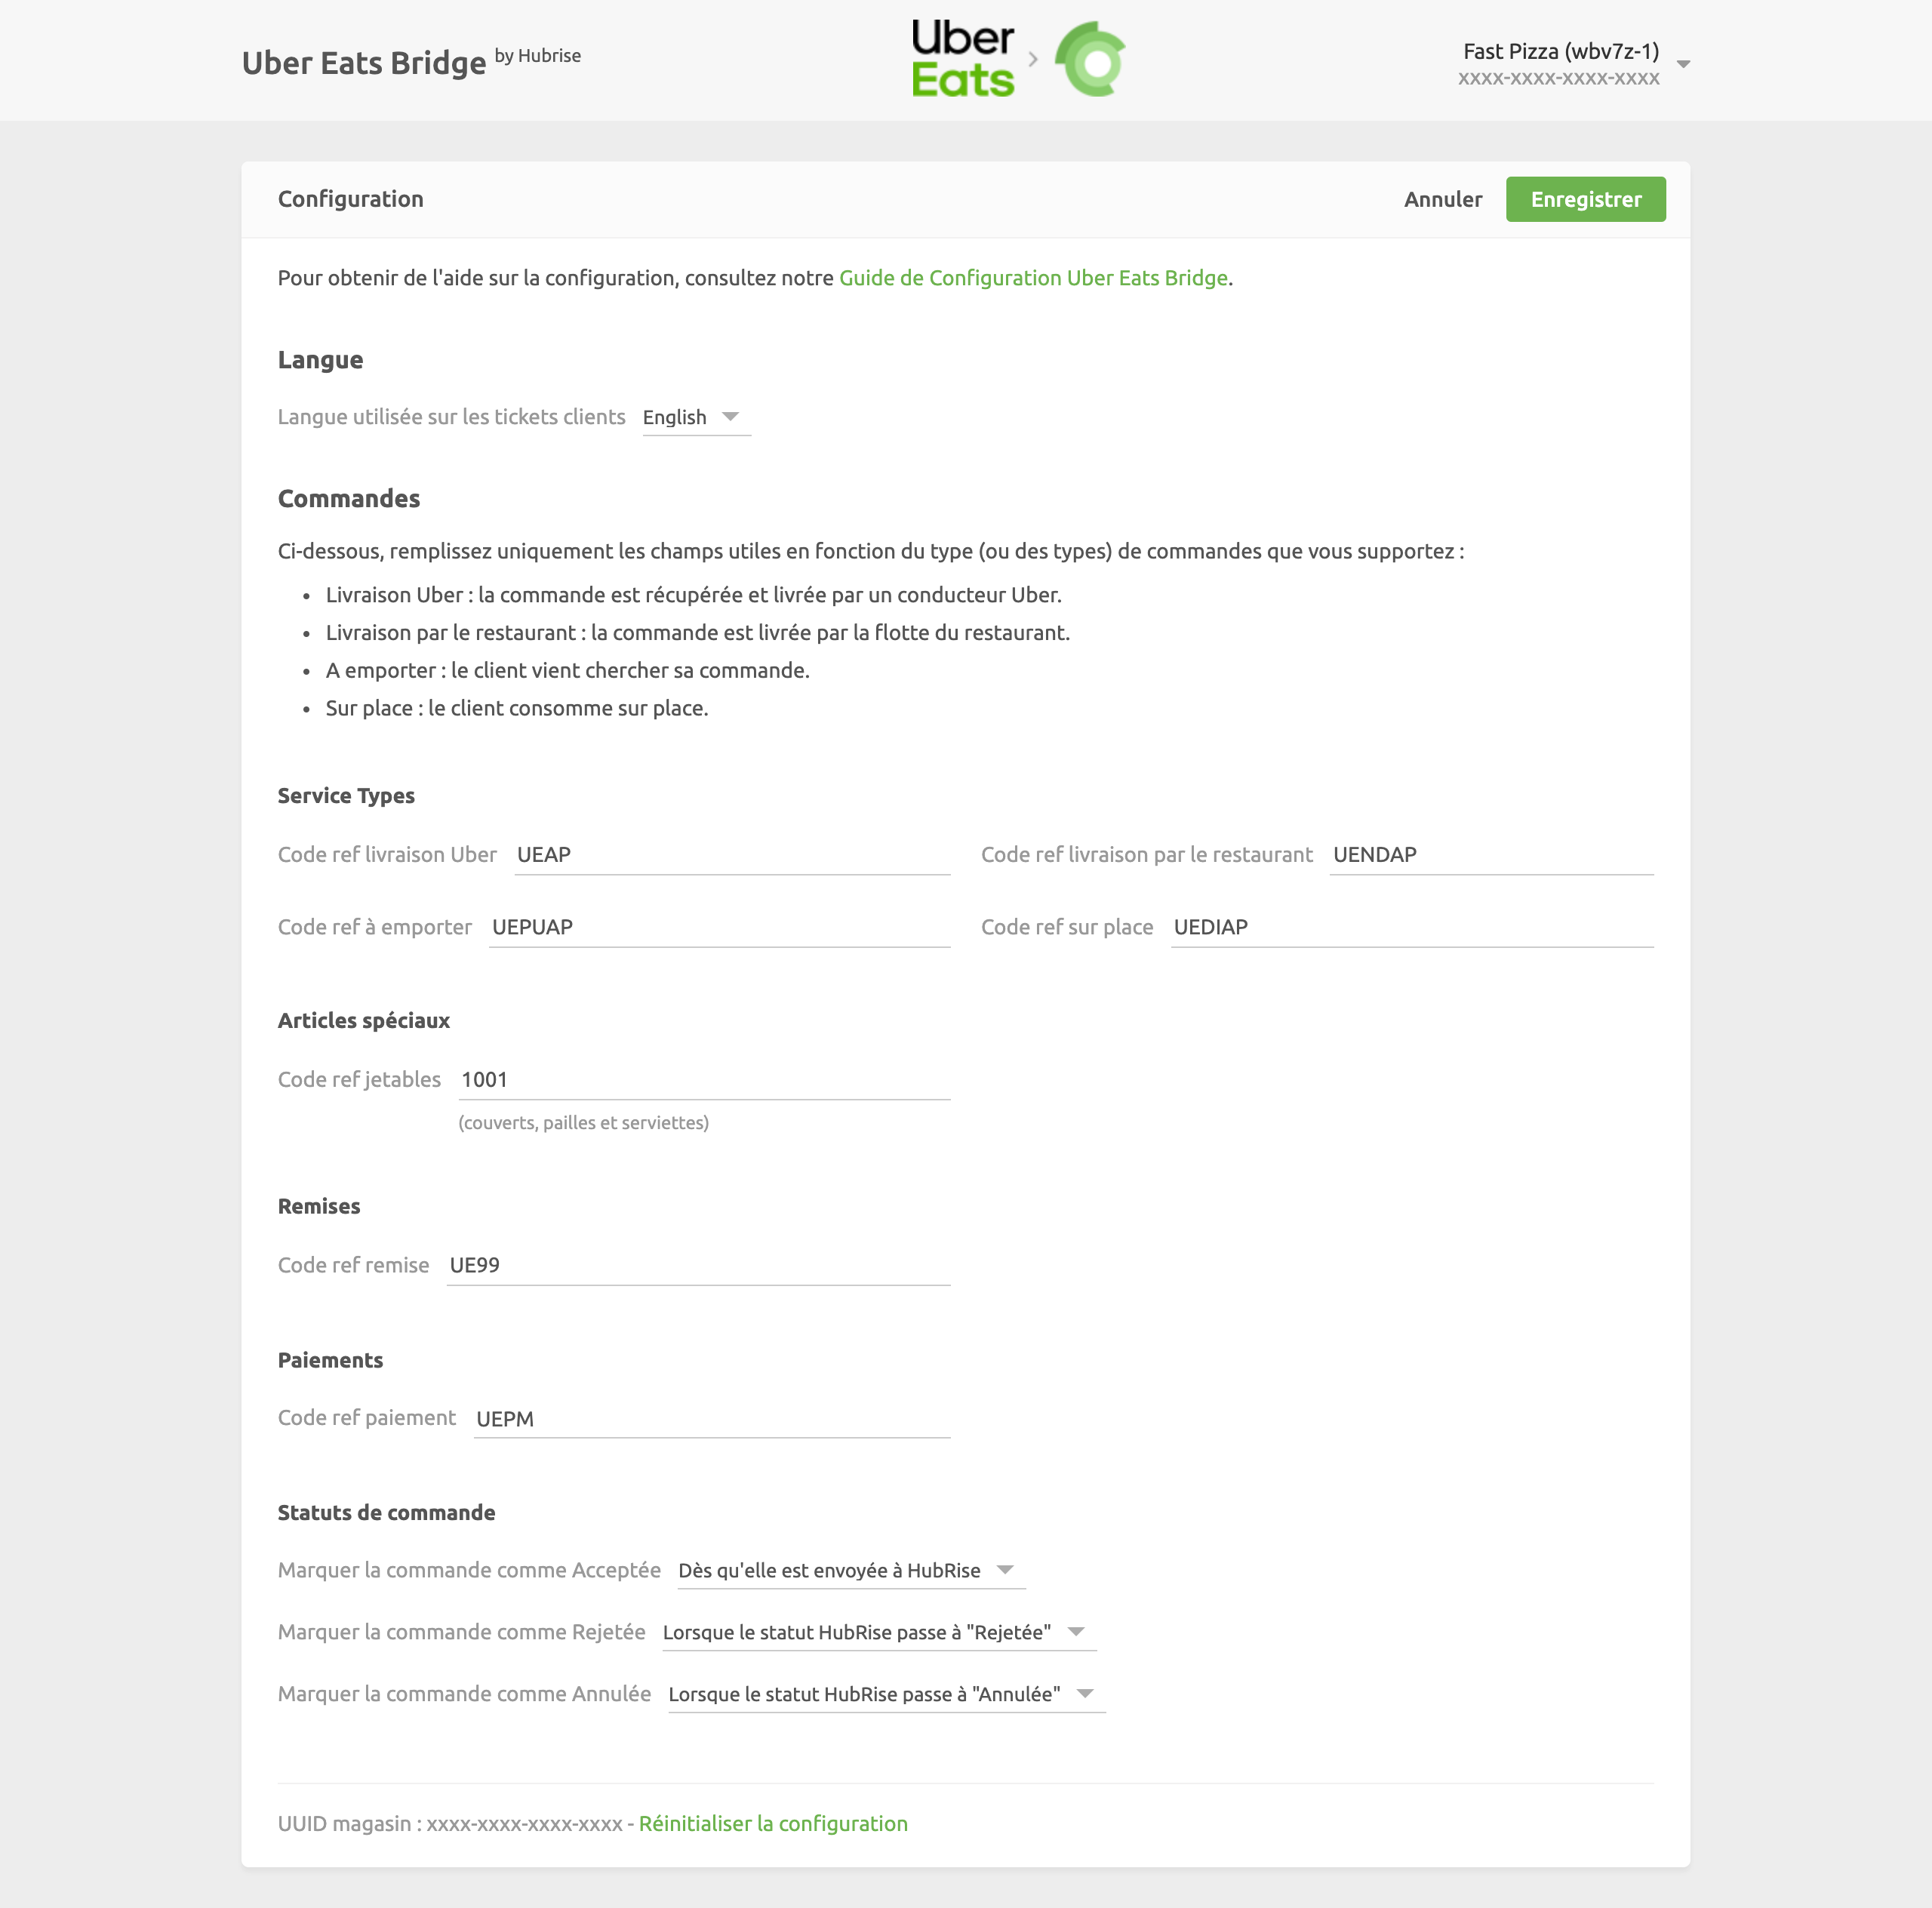 Uber Eats Bridge by Hubrise
Uber
Eats
Fast Pizza (wbv7z-1)
xxxx-xxxx-xxxx-xxxx
Configuration
Annuler
Enregistrer
Pour obtenir de l'aide sur la configuration, consultez notre Guide de Configuration Uber Eats Bridge.
Langue
Langue utilisée sur les tickets clients English
Commandes
Ci-dessous, remplissez uniquement les champs utiles en fonction du type (ou des types) de commandes que vous supportez :
• Livraison Uber : la commande est récupérée et livrée par un conducteur Uber.
• Livraison par le restaurant : la commande est livrée par la flotte du restaurant.
• A emporter : le client vient chercher sa commande.
• Sur place : le client consomme sur place.
Service Types
Code ref livraison Uber UEAP
Code ref livraison par le restaurant UENDAP
Code ref à emporter UEPUAP
Code ref sur place UEDIAP
Articles spéciaux
Code ref jetables 1001
(couverts, pailles et serviettes)
Remises
Code ref remise UE99
Paiements
Code ref paiement UEPM
Statuts de commande
Marquer la commande comme Acceptée Dès qu'elle est envoyée à HubRise
Marquer la commande comme Rejetée Lorsque le statut HubRise passe à "Rejetée"
Marquer la commande comme Annulée Lorsque le statut HubRise passe à "Annulée"
UUID magasin : xxxx-xxxx-xxxx-xxxx - Réinitialiser la configuration